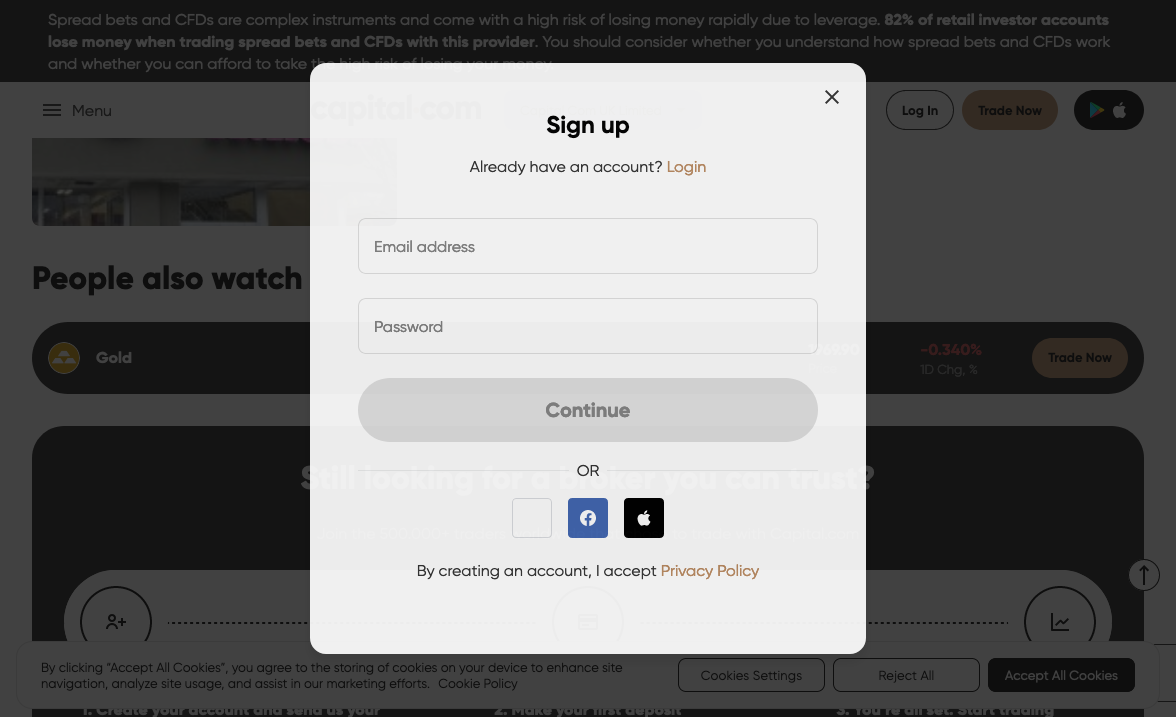 Spread bets and CFDs are complex instruments and come with a high risk of losing money rapidly due to leverage. 82% of retail investor accounts
lose money when trading spread bets and CFDs with this provider. You should consider whether you understand how spread bets and CFDs work
and whether you can afford to take the high risk of losing your money.
Menu
capital com
Log In
Trade Now
Sign up
Already have an account? Login
Email address
People also watch
Password
Gold
-0.340%
1D Chg, %
Trade Now
Continue
OR
Still looking for a broker you can trust?
By creating an account, I accept Privacy Policy
By clicking “Accept All Cookies”, you agree to the storing of cookies on your device to enhance site
navigation, analyze site usage, and assist in our marketing efforts. Cookie Policy
Cookies Settings
Reject All
Accept All Cookies
1. Create your account and send us your
2. Make your first deposit
3. You're all set. Start trading